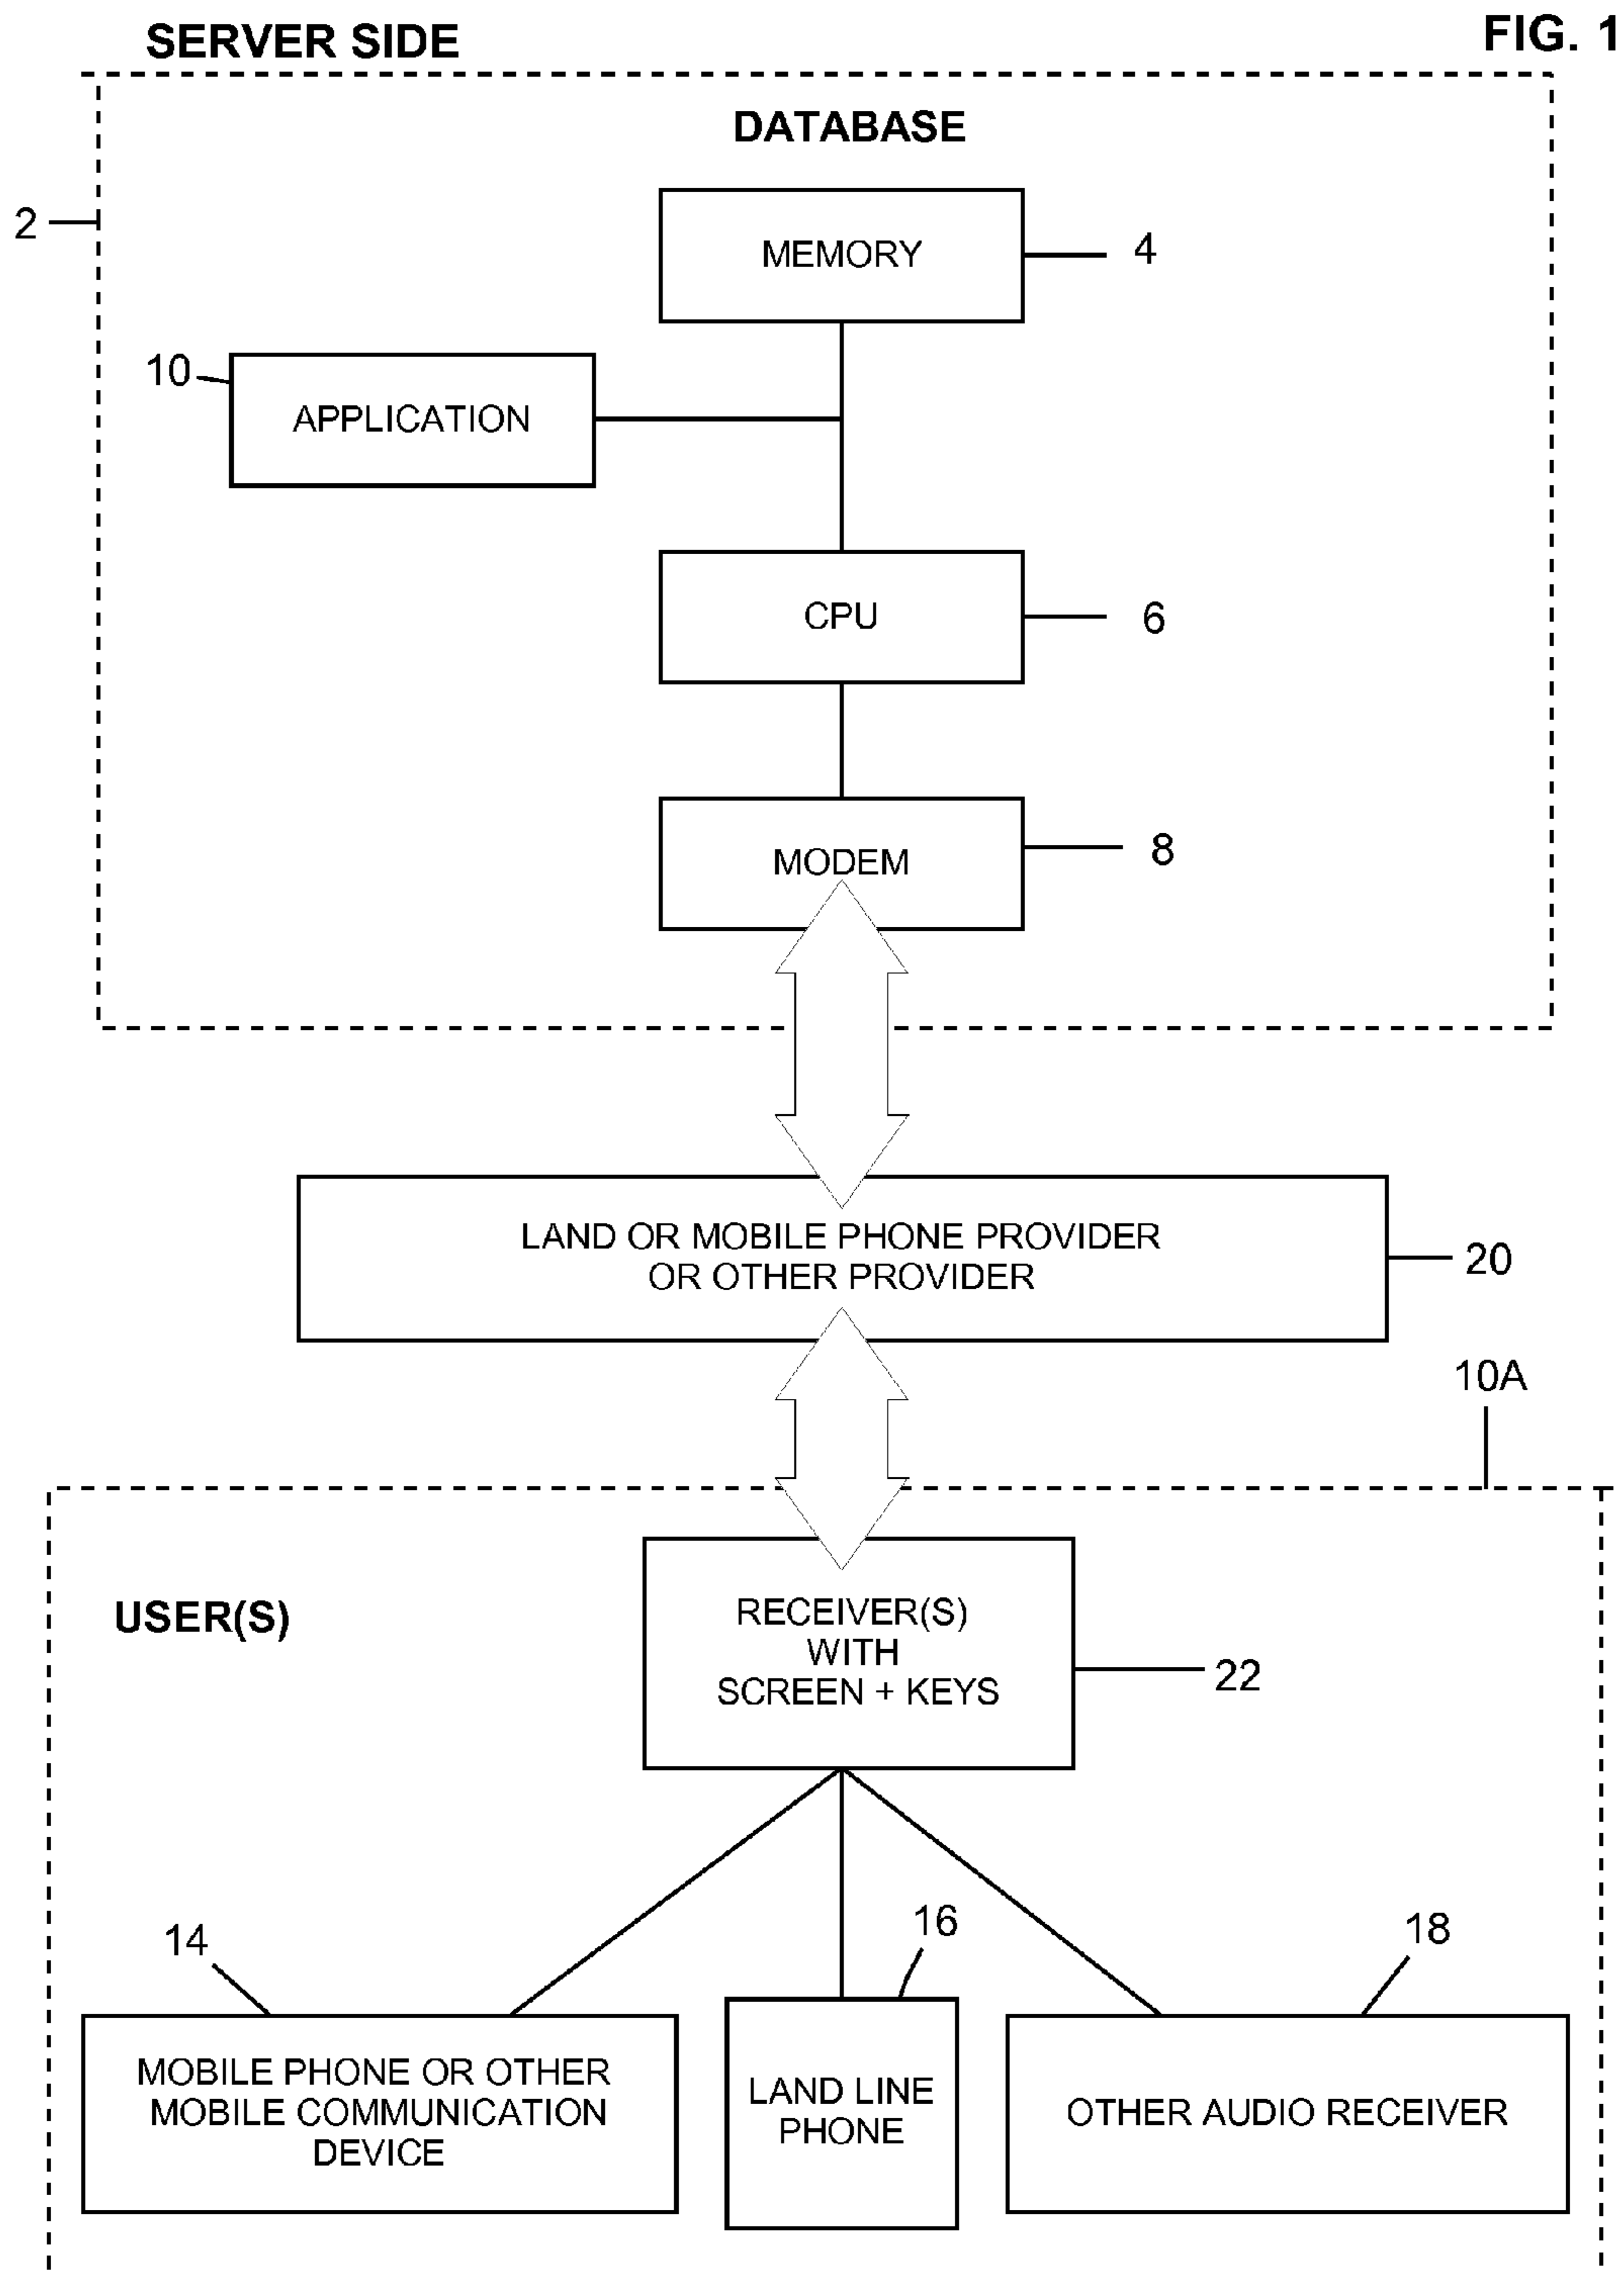 SERVER SIDE
FIG. 1
DATABASE
2
MEMORY
4
10
APPLICATION
CPU
6
MODEM
8
LAND OR MOBILE PHONE PROVIDER
OR OTHER PROVIDER
20
10A
USER(S)
RECEIVER(S)
WITH
SCREEN + KEYS
22
14
16
18
MOBILE PHONE OR OTHER
MOBILE COMMUNICATION
DEVICE
LAND LINE
PHONE
OTHER AUDIO RECEIVER